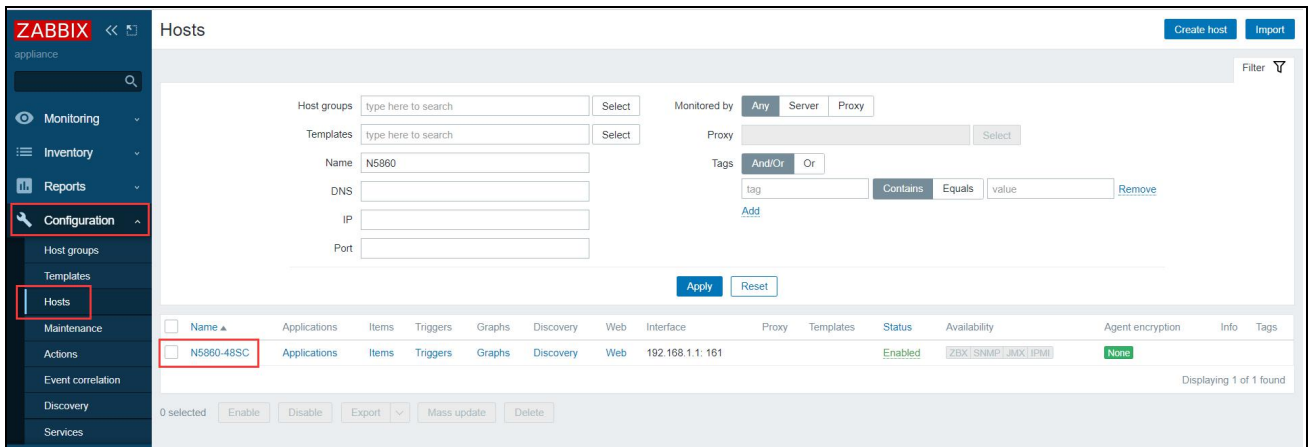 ZABBIX
appliance
Monitoring
Inventory
Reports
Configuration
Host groups
Templates
Hosts
Maintenance
Actions
Event correlation
Discovery
Services
Hosts Create host Import
Filter
Host groups type here to search Select Monitored by Any Server Proxy
Templates type here to search Select Proxy Select
Name N5860 Tags And/Or Or
DNS tag Contains Equals value Remove
IP Add
Port
Apply Reset
Name Applications Items Triggers Graphs Discovery Web Interface Proxy Templates Status Availability Agent encryption Info Tags
N5860-48SC Applications Items Triggers Graphs Discovery Web 192.168.1.1: 161 Enabled ZBX SNMP JMX IPMI None
Displaying 1 of 1 found
0 selected Enable Disable Export Mass update Delete